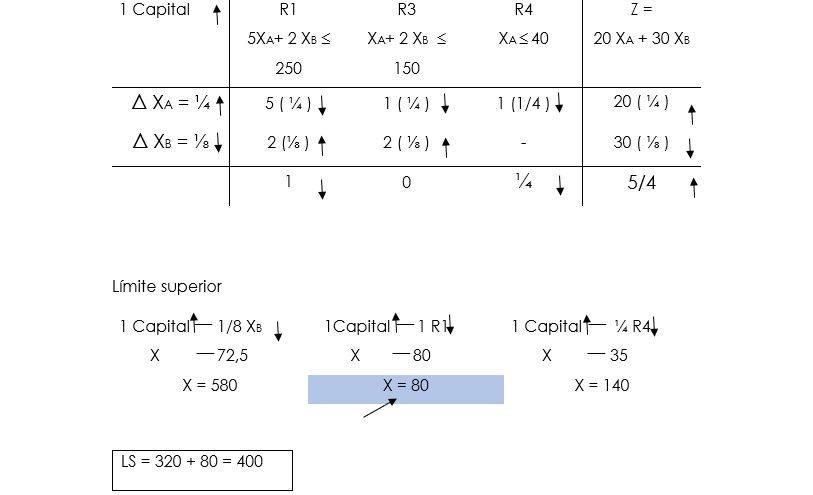 1 Capital ↑ R1 R3 R4 Z =
5XA+ 2 XB ≤ XA+ 2 XB ≤ XA≤40 20 XA + 30 XB
250 150
△ XA = ¼ ↑ 5 ( ¼ ) ↓ 1 ( ¼ ) ↓ 1 (1/4 ) ↓ 20 ( ¼ ) ↑
△ XB = ⅛ ↓ 2 (⅛ ) ↑ 2 ( ⅛ ) ↑ - 30 ( ⅛ ) ↓
1 ↓ 0 ¼ ↓ 5/4 ↑
Límite superior
1 Capital↑— 1/8 XB ↓ 1Capital↑— 1 R1↓ 1 Capital↑— ¼ R4↓
X —72,5 X —80 X — 35
X = 580 X = 80 X = 140
LS = 320 + 80 = 400